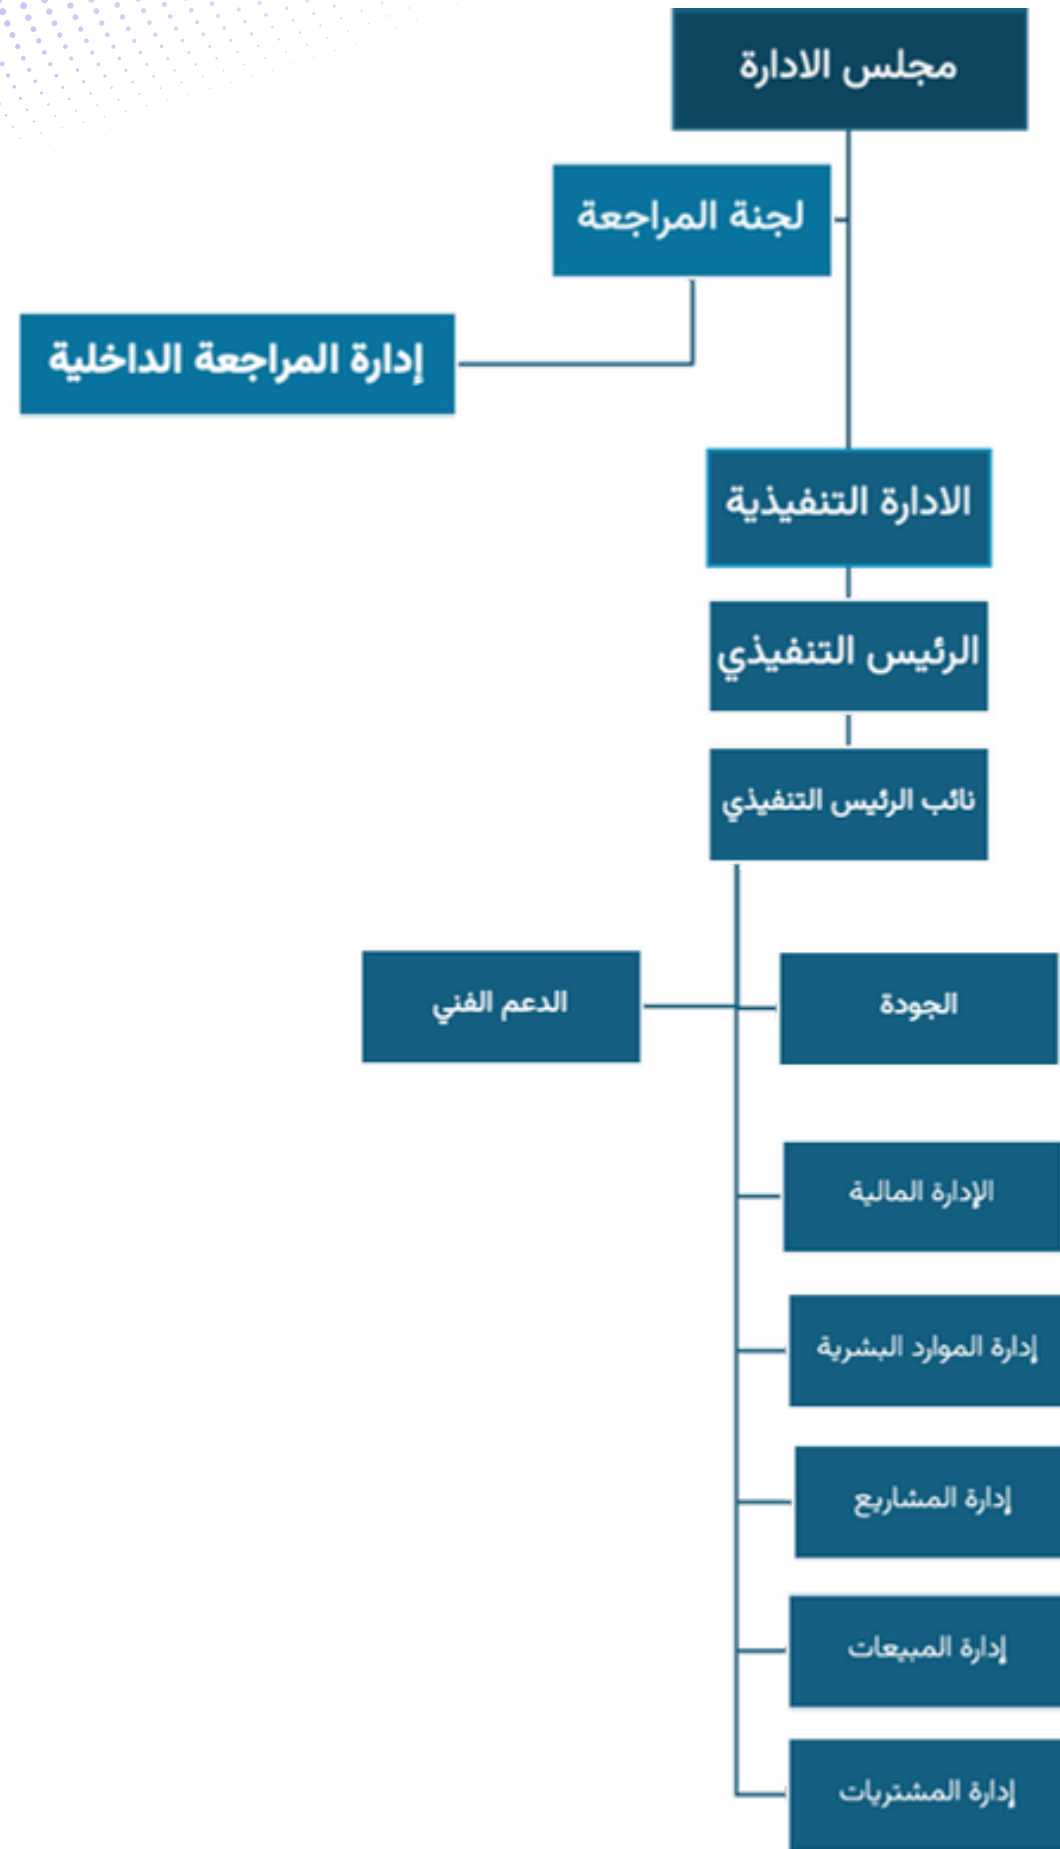 مجلس الادارة
لجنة المراجعة
إدارة المراجعة الداخلية
الادارة التنفيذية
الرئيس التنفيذي
نائب الرئيس التنفيذي
الجودة
الدعم الفني
الإدارة المالية
إدارة الموارد البشرية
إدارة المشاريع
إدارة المبيعات
إدارة المشتريات